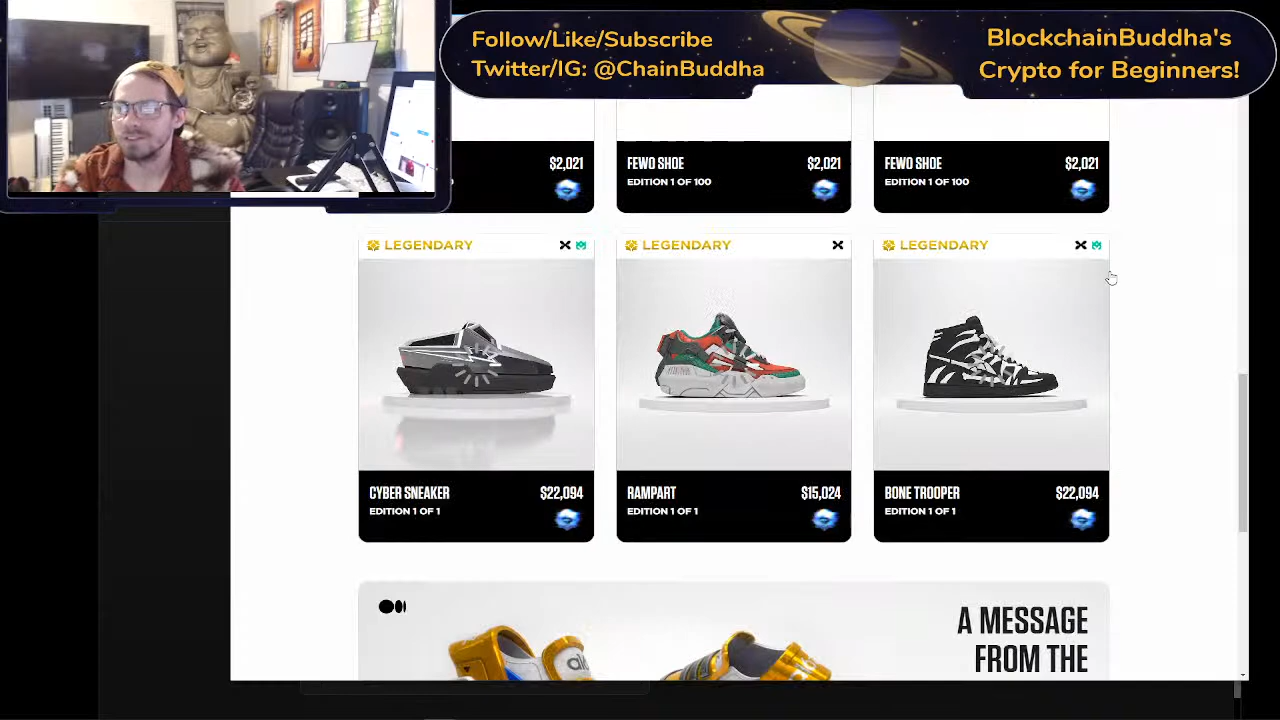 Follow/Like/Subscribe
Twitter/IG: @ChainBuddha
BlockchainBuddha's
Crypto for Beginners!
$2,021
FEWO SHOE
$2,021
EDITION 1 OF 100
FEWO SHOE
$2,021
EDITION 1 OF 100
LEGENDARY
LEGENDARY
LEGENDARY
CYBER SNEAKER
$22,094
EDITION 1 OF 1
RAMPART
$15,024
EDITION 1 OF 1
BONE TROOPER
$22,094
EDITION 1 OF 1
A MESSAGE
FROM THE